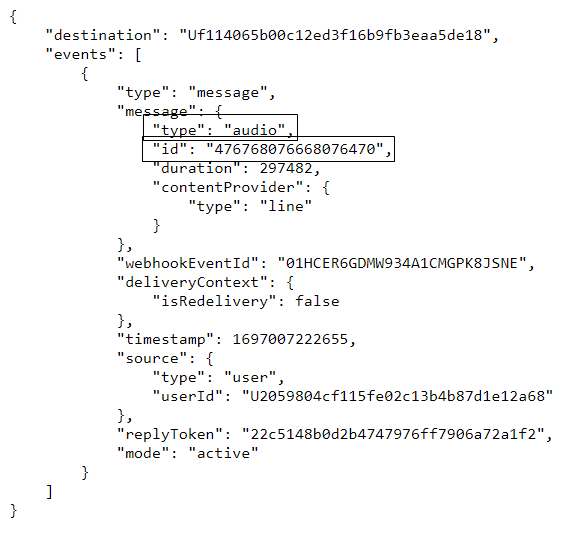 {
    "destination": "Uf114065b00c12ed3f16b9fb3eaa5de18",
    "events": [
        {
            "type": "message",
            "message": {
                "type": "audio",
                "id": "476768076668076470",
                "duration": 297482,
                "contentProvider": {
                    "type": "line"
                }
            },
            "webhookEventId": "01HCER6GDMW934A1CMGPK8JSNE",
            "deliveryContext": {
                "isRedelivery": false
            },
            "timestamp": 1697007222655,
            "source": {
                "type": "user",
                "userId": "U2059804cf115fe02c13b4b87d1e12a68"
            },
            "replyToken": "22c5148b0d2b4747976ff7906a72a1f2",
            "mode": "active"
        }
    ]
}